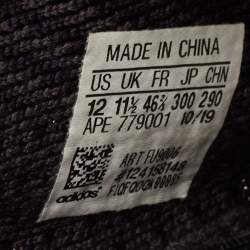 MADE IN CHINA
US UK FR JP CHN
12 11½ 46⅔ 300 290
APE 779001 10/19
ART FU9006
#124158148
adidas